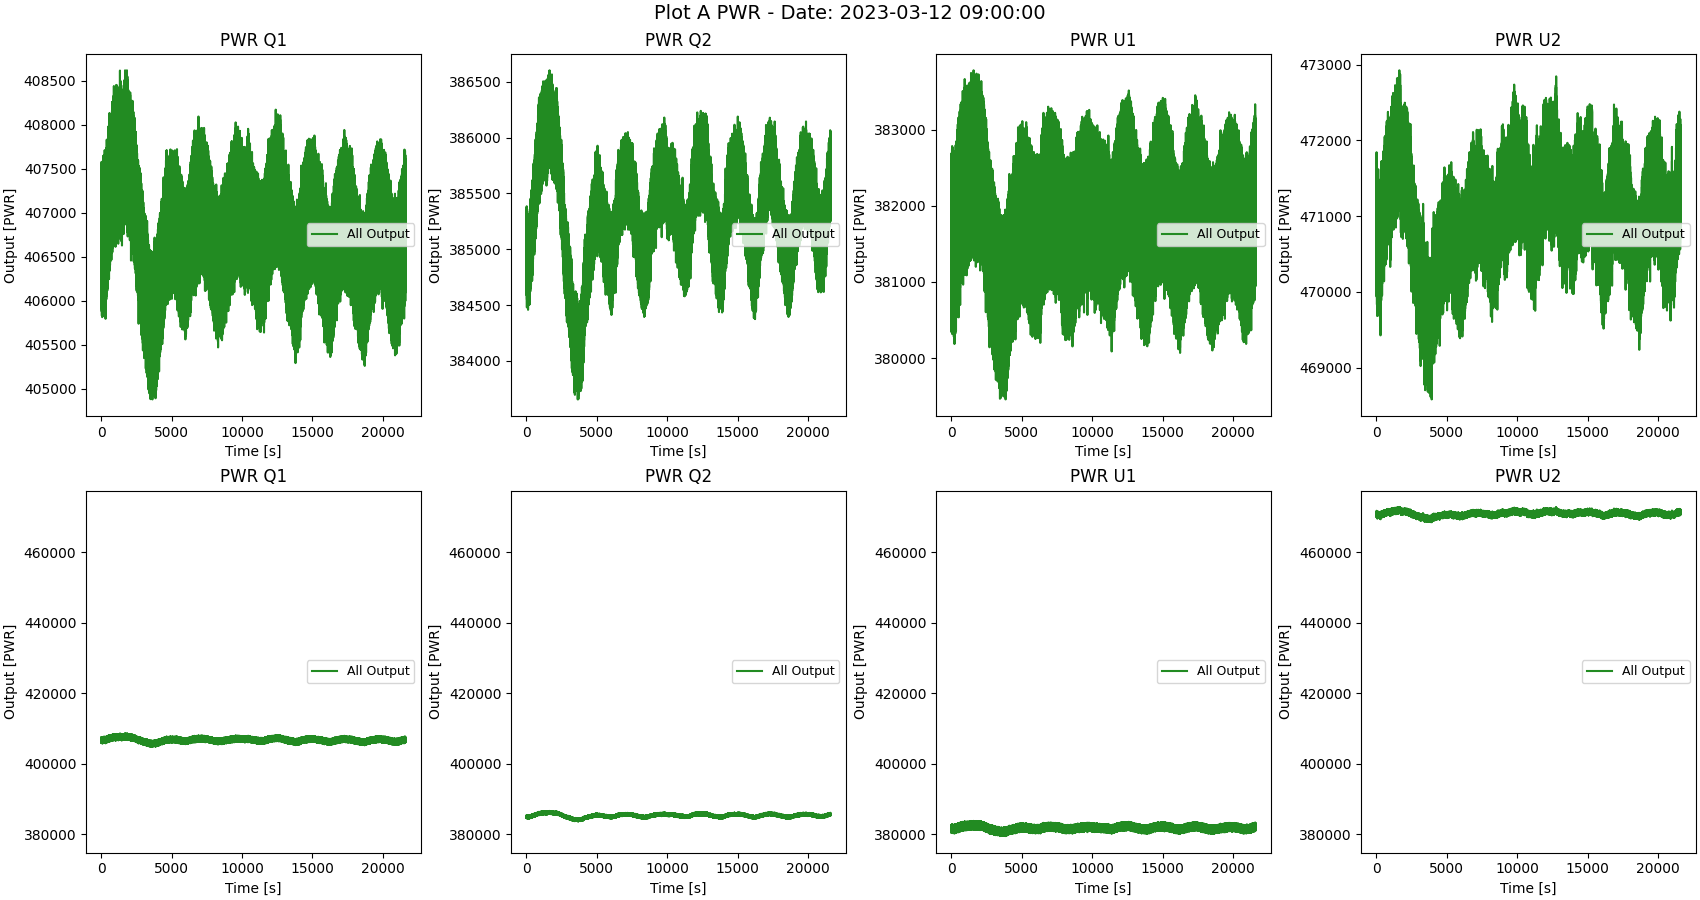 Plot A PWR - Date: 2023-03-12 09:00:00
PWR Q1
408500
408000
407500
407000
406500
406000
405500
405000
Output [PWR]
All Output
0 5000 10000 15000 20000
Time [s]
PWR Q2
386500
386000
385500
385000
384500
384000
Output [PWR]
All Output
0 5000 10000 15000 20000
Time [s]
PWR U1
383000
382000
381000
380000
Output [PWR]
All Output
0 5000 10000 15000 20000
Time [s]
PWR U2
473000
472000
471000
470000
469000
Output [PWR]
All Output
0 5000 10000 15000 20000
Time [s]
PWR Q1
460000
440000
420000
400000
380000
Output [PWR]
All Output
0 5000 10000 15000 20000
Time [s]
PWR Q2
460000
440000
420000
400000
380000
Output [PWR]
All Output
0 5000 10000 15000 20000
Time [s]
PWR U1
460000
440000
420000
400000
380000
Output [PWR]
All Output
0 5000 10000 15000 20000
Time [s]
PWR U2
460000
440000
420000
400000
380000
Output [PWR]
All Output
0 5000 10000 15000 20000
Time [s]